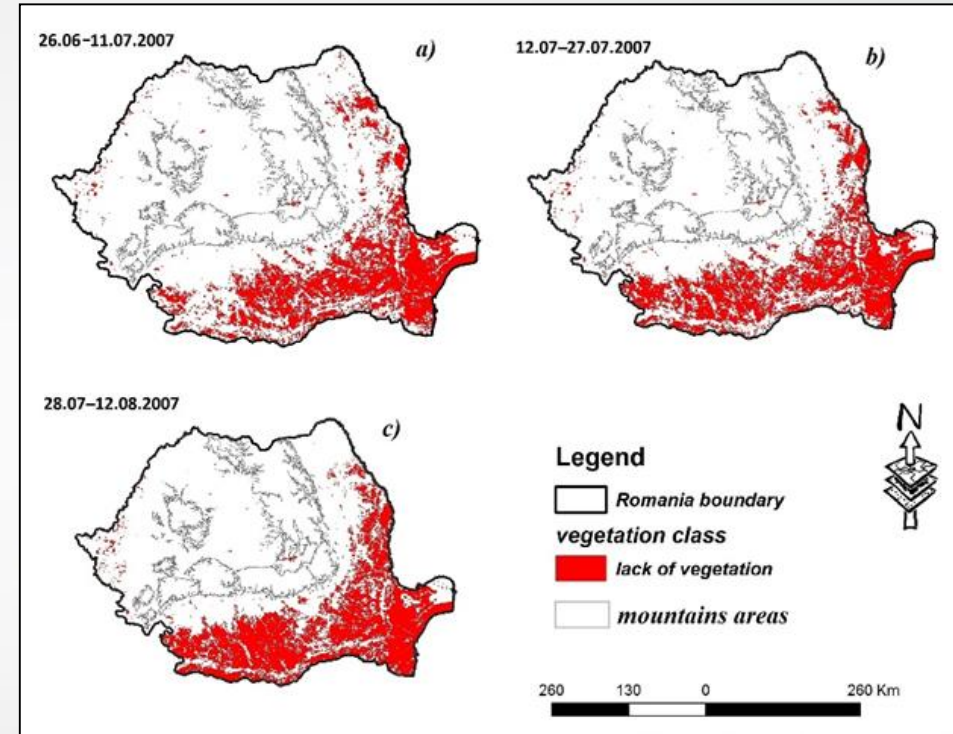 26.06–11.07.2007
a)
12.07–27.07.2007
b)
28.07–12.08.2007
c)
N
Legend
Romania boundary
vegetation class
lack of vegetation
mountains areas
260 130 0 260 Km